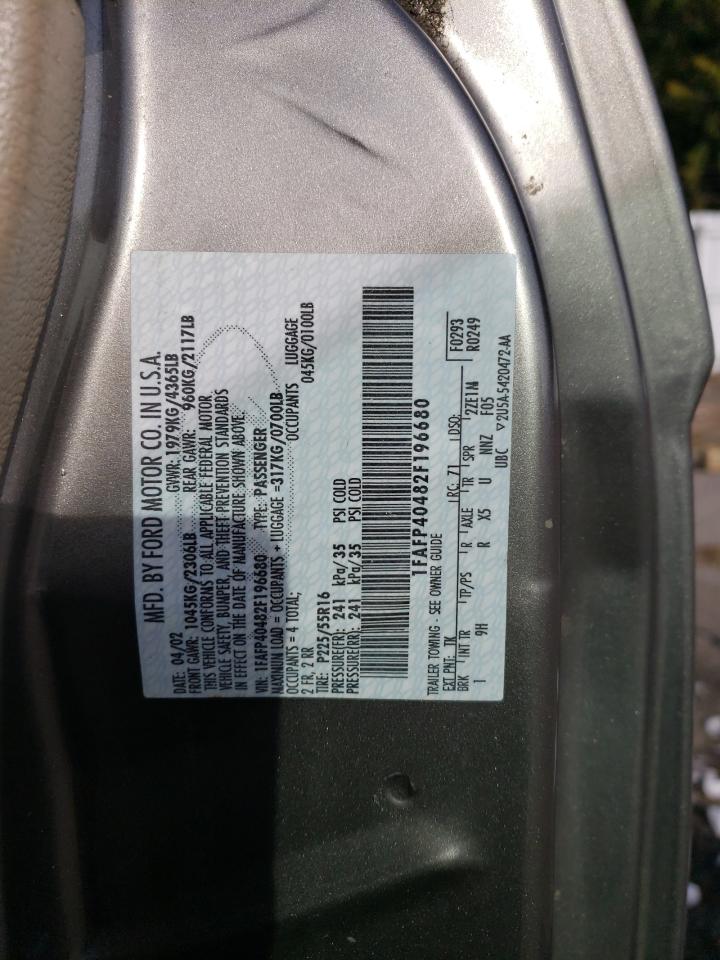 MFD. BY FORD MOTOR CO. IN U.S.A.
DATE: 04/02 GVWR: 1979KG/4365LB
FRONT GAWR: 1045KG/2306LB REAR GAWR: 960KG/2117LB
THIS VEHICLE CONFORMS TO ALL APPLICABLE FEDERAL MOTOR
VEHICLE SAFETY, BUMPER, AND THEFT PREVENTION STANDARDS
IN EFFECT ON THE DATE OF MANUFACTURE SHOWN ABOVE.
VIN: 1FAFP40482F196680 TYPE: PASSENGER
MAXIMUM LOAD = OCCUPANTS + LUGGAGE =317KG/0700LB
OCCUPANTS = 4 TOTAL; OCCUPANTS LUGGAGE
2 FR, 2 RR 045KG/0100LB
TIRE: P225/55R16
PRESSURE(FR): 241 kPa/35 PSI COLD
PRESSURE(RR): 241 kPa/35 PSI COLD
1FAFP40482F196680
TRAILER TOWING - SEE OWNER GUIDE
EXT PNT: TK RC: 71 DSO: F0293
BRK INT TR TP/PS R AXLE TR SPR 2ZE1M R0249
1 9H R X5 U NNZ F05
UBC ▽2U5A-5420472-AA